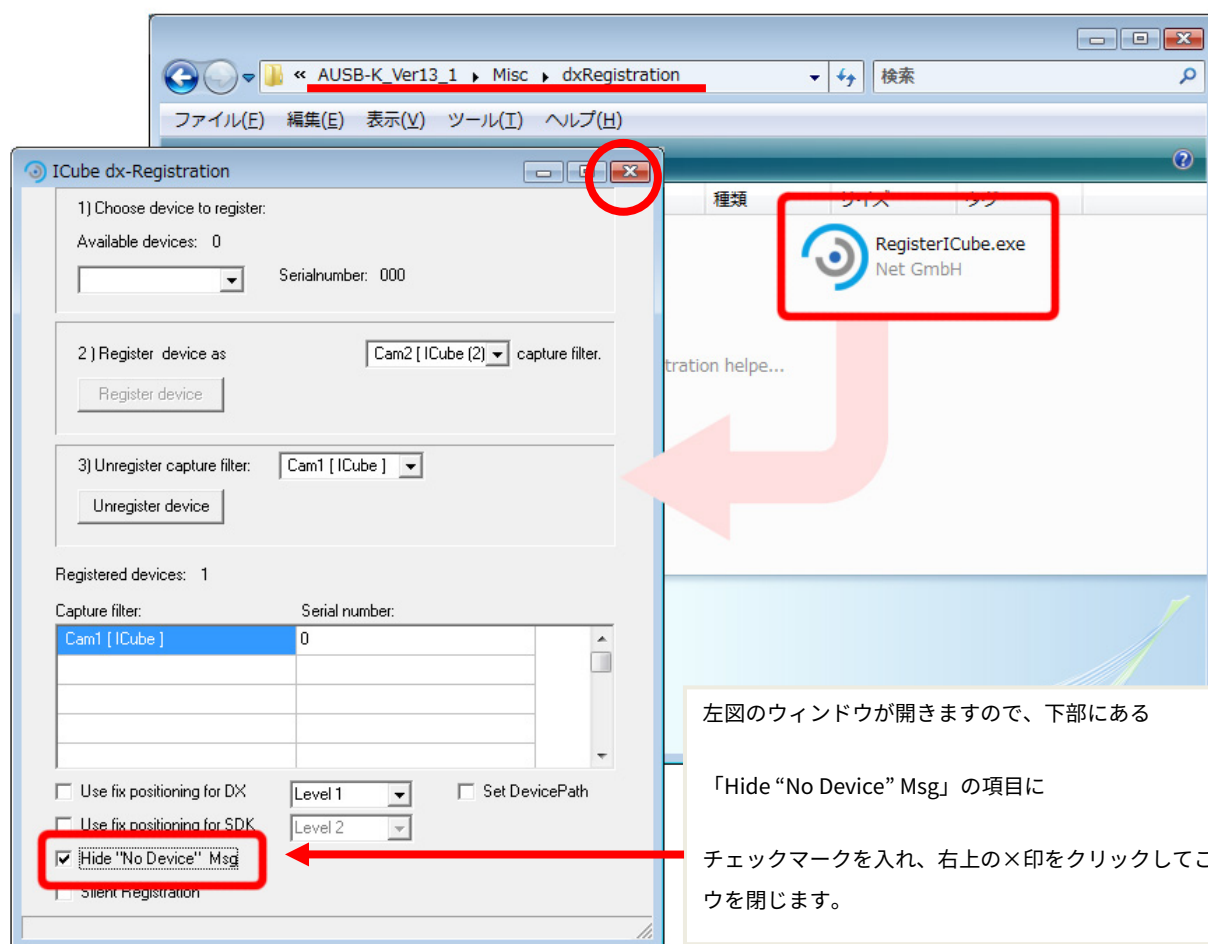 « AUSB-K_Ver13_1 ▸ Misc ▸ dxRegistration
検索
ファイル(F) 編集(E) 表示(V) ツール(T) ヘルプ(H)
種類 サイズ タグ
RegisterICube.exe
Net GmbH
tration helpe...
ICube dx-Registration
1) Choose device to register:
Available devices: 0
Serialnumber: 000
2 ) Register device as Cam2 [ ICube (2) capture filter.
Register device
3) Unregister capture filter: Cam1 [ ICube ]
Unregister device
Registered devices: 1
Capture filter: Serial number:
Cam1 [ ICube ] 0
Use fix positioning for DX Level 1 Set DevicePath
Use fix positioning for SDK Level 2
Hide "No Device" Msg
Silent Registration
左図のウィンドウが開きますので、下部にある
「Hide “No Device” Msg」の項目に
チェックマークを入れ、右上の×印をクリックしてこ
ウを閉じます。